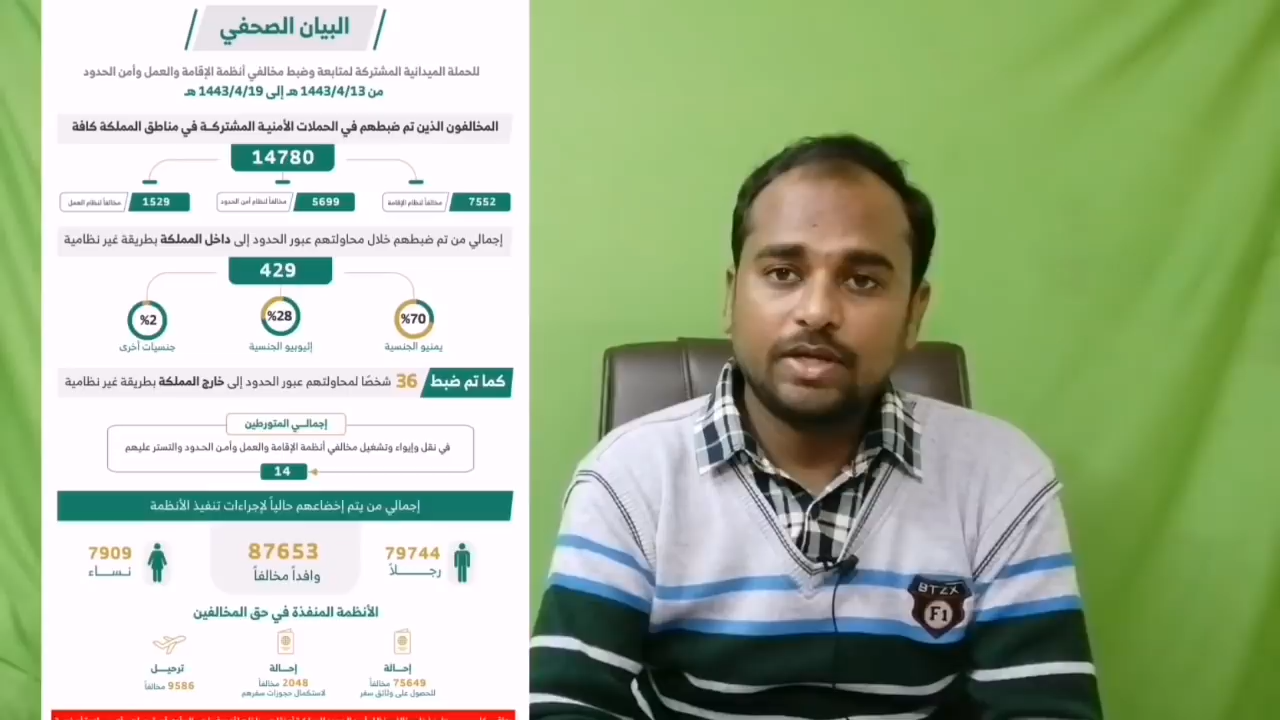 البيان الصحفي
للحملة الميدانية المشتركة لمتابعة وضبط مخالفي أنظمة الإقامة والعمل وأمن الحدود
من 1443/4/13 هـ إلى 1443/4/19 هـ
المخالفون الذين تم ضبطهم في الحملات الأمنية المشتركة في مناطق المملكة كافة
14780
7552 مخالفاً لنظام الإقامة
5699 مخالفاً لنظام أمن الحدود
1529 مخالفاً لنظام العمل
إجمالي من تم ضبطهم خلال محاولتهم عبور الحدود إلى داخل المملكة بطريقة غير نظامية
429
%70 %28 %2
يمنيو الجنسية إثيوبيو الجنسية جنسيات أخرى
كما تم ضبط 36 شخصًا لمحاولتهم عبور الحدود إلى خارج المملكة بطريقة غير نظامية
إجمالـــي المتورطين
في نقل وإيواء وتشغيل مخالفي أنظمة الإقامة والعمل وأمن الحدود والتستر عليهم
14
إجمالي من يتم إخضاعهم حالياً لإجراءات تنفيذ الأنظمة
79744 87653 7909
رجـــلاً وافداً مخالفاً نســـاء
الأنظمة المنفذة في حق المخالفين
إحالـــة إحالـــة ترحيـــل
75649 مخالفاً 2048 مخالفاً 9586 مخالفاً
للحصول على وثائق سفر لاستكمال حجوزات سفرهم
BTZX
F1